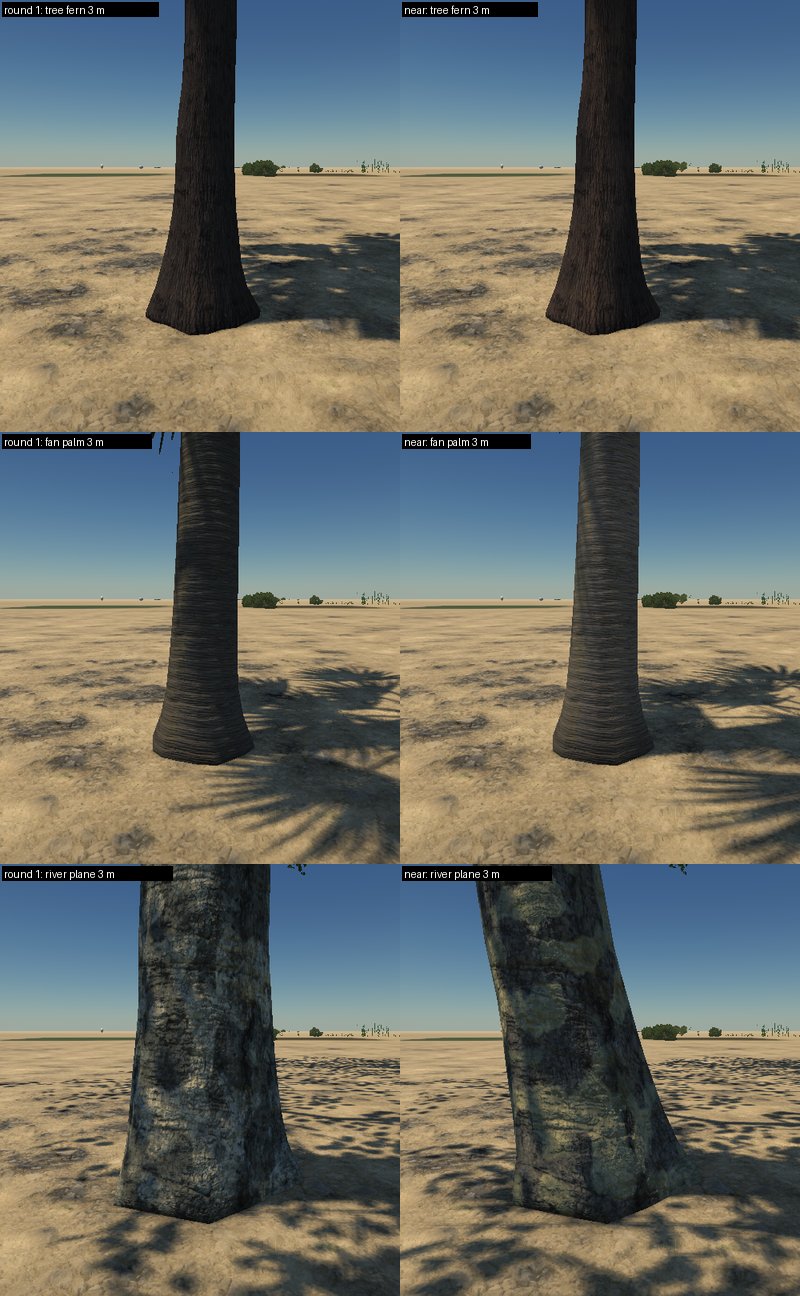 round 1: tree fern 3 m
near: tree fern 3 m
round 1: fan palm 3 m
near: fan palm 3 m
round 1: river plane 3 m
near: river plane 3 m